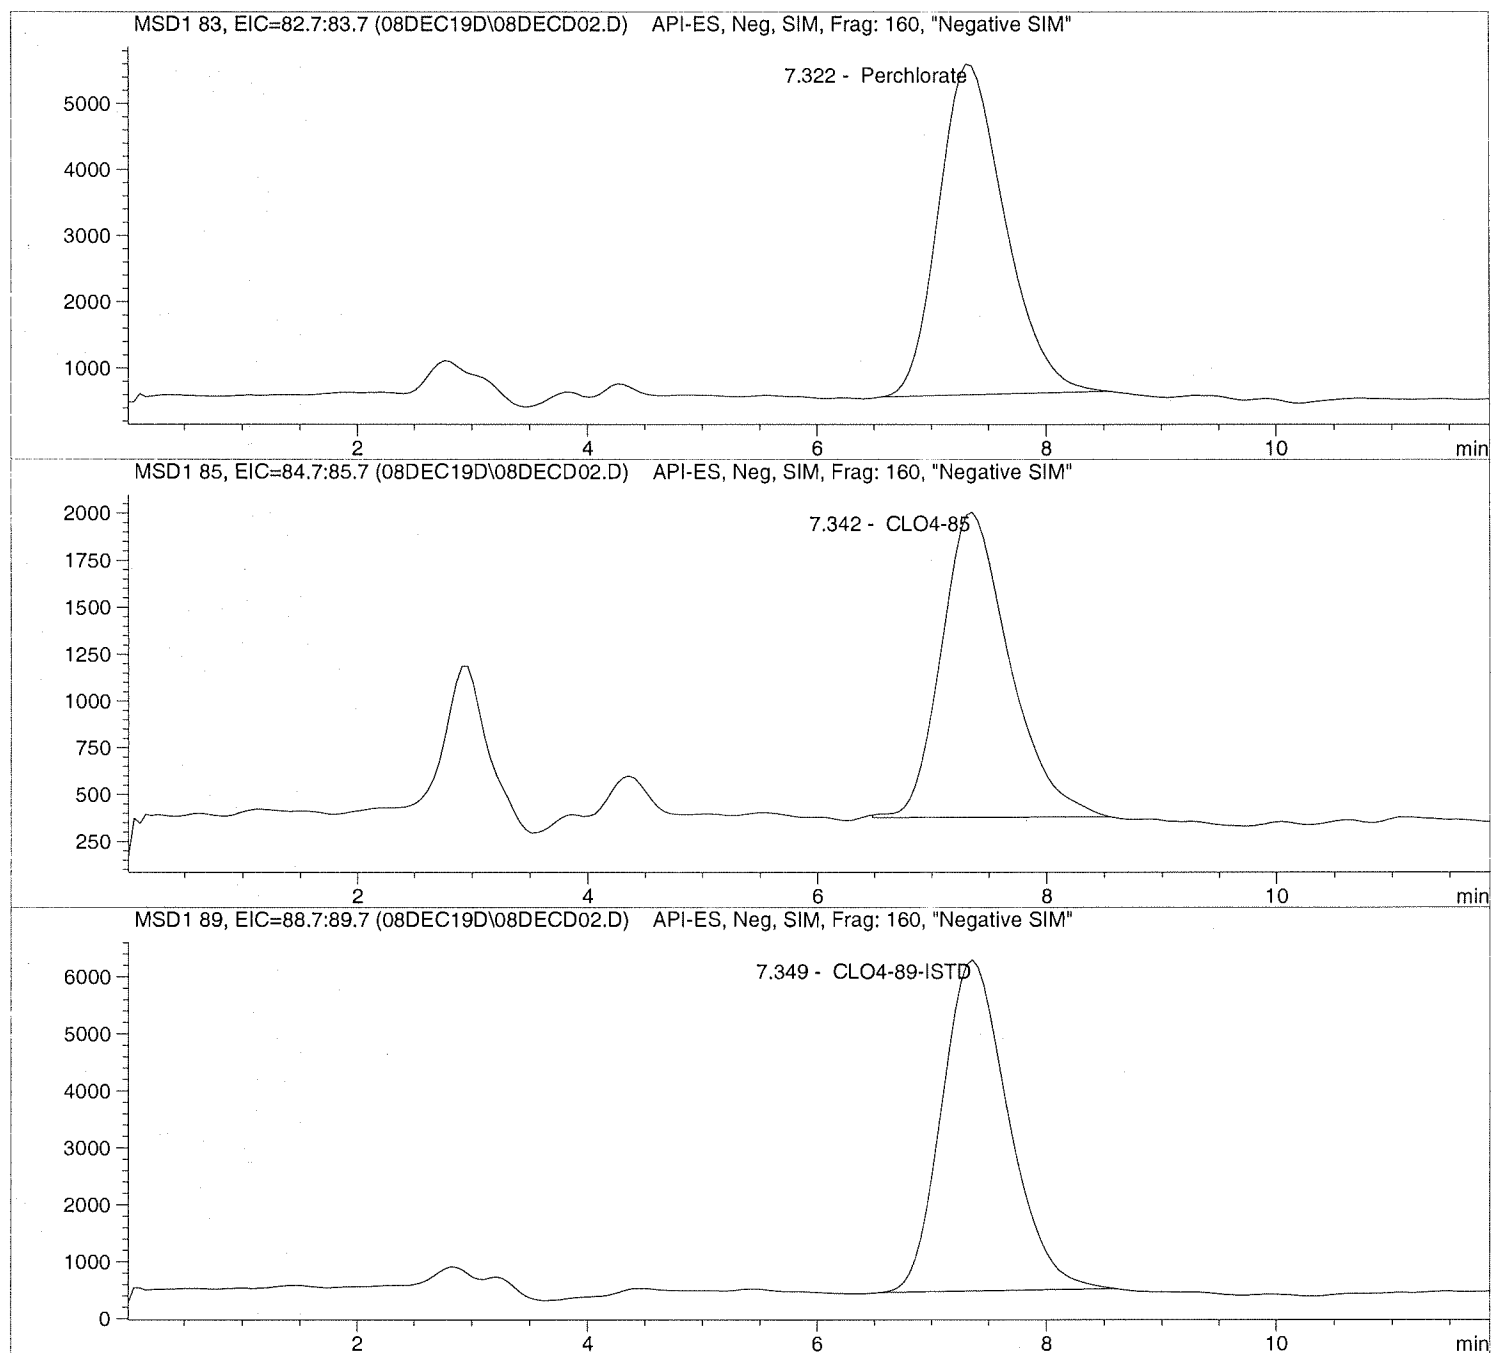 MSD1 83, EIC=82.7:83.7 (08DEC19D\08DECD02.D) API-ES, Neg, SIM, Frag: 160, "Negative SIM"
7.322 - Perchlorate
5000
4000
3000
2000
1000
2 4 6 8 10 min
MSD1 85, EIC=84.7:85.7 (08DEC19D\08DECD02.D) API-ES, Neg, SIM, Frag: 160, "Negative SIM"
2000
7.342 - CLO4-85
1750
1500
1250
1000
750
500
250
2 4 6 8 10 min
MSD1 89, EIC=88.7:89.7 (08DEC19D\08DECD02.D) API-ES, Neg, SIM, Frag: 160, "Negative SIM"
7.349 - CLO4-89-ISTD
6000
5000
4000
3000
2000
1000
0
2 4 6 8 10 min